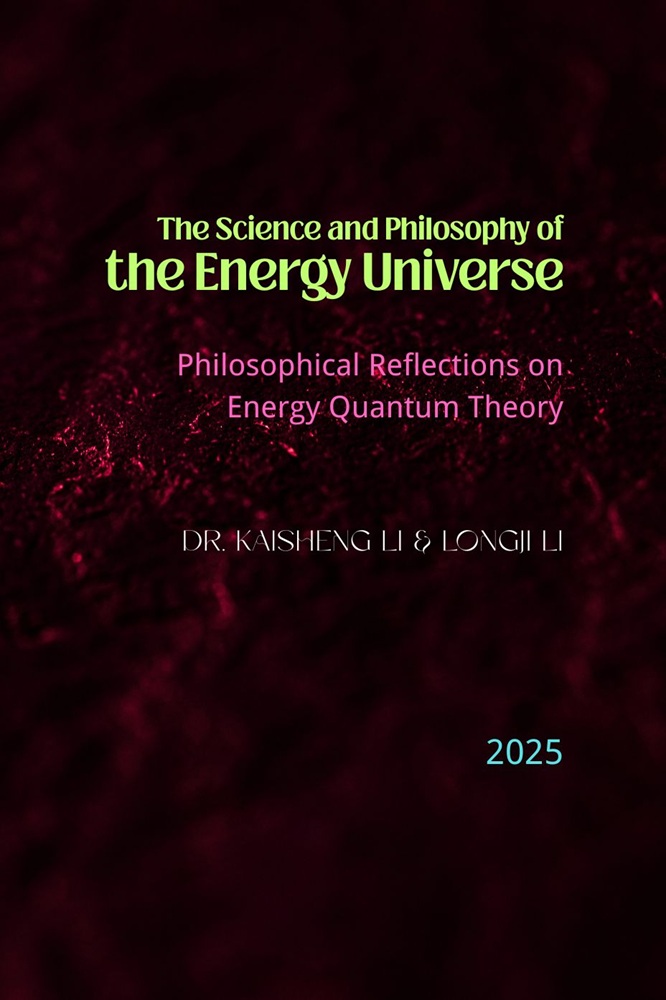 The Science and Philosophy of
the Energy Universe
Philosophical Reflections on
Energy Quantum Theory
DR. KAISHENG LI & LONGJI LI
2025